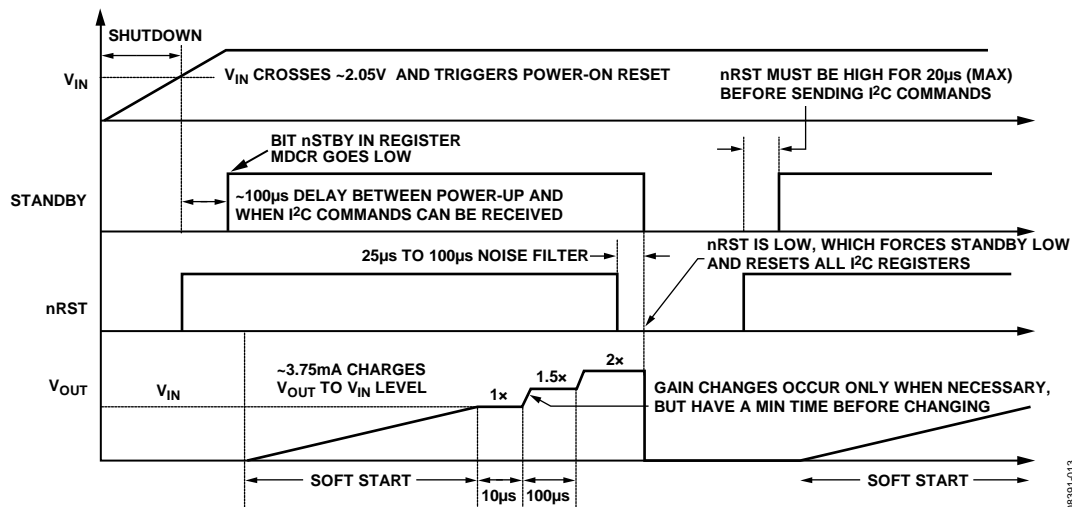 SHUTDOWN
VIN
VIN CROSSES ~2.05V AND TRIGGERS POWER-ON RESET
nRST MUST BE HIGH FOR 20µs (MAX)
BEFORE SENDING I2C COMMANDS
BIT nSTBY IN REGISTER
MDCR GOES LOW
STANDBY
~100µs DELAY BETWEEN POWER-UP AND
WHEN I2C COMMANDS CAN BE RECEIVED
25µs TO 100µs NOISE FILTER
nRST IS LOW, WHICH FORCES STANDBY LOW
AND RESETS ALL I2C REGISTERS
nRST
VOUT
VIN
~3.75mA CHARGES
VOUT TO VIN LEVEL
1×
1.5×
2×
GAIN CHANGES OCCUR ONLY WHEN NECESSARY,
BUT HAVE A MIN TIME BEFORE CHANGING
SOFT START
10µs
100µs
SOFT START
08391-013